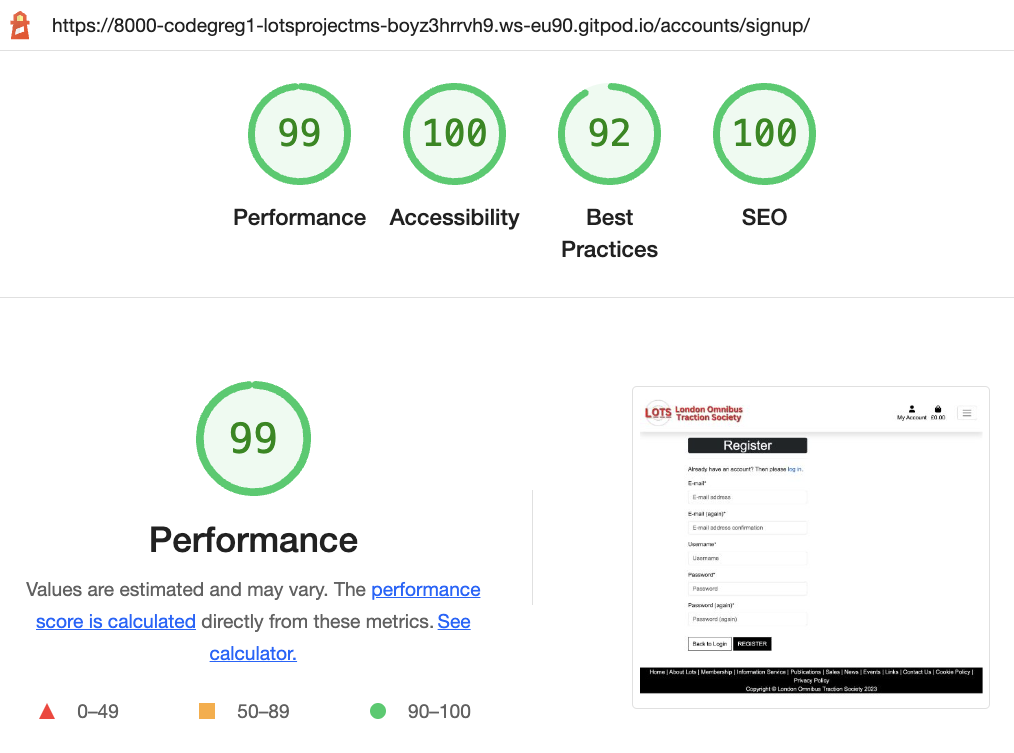 https://8000-codegreg1-lotsprojectms-boyz3hrrvh9.ws-eu90.gitpod.io/accounts/signup/
99
100
92
100
Performance
Accessibility
Best
Practices
SEO
99
Performance
Values are estimated and may vary. The performance
score is calculated directly from these metrics. See
calculator.
0–49
50–89
90–100
LOTS London Omnibus
Traction Society
My Account £0.00
Register
Already have an account? Then please log in.
E-mail*
E-mail address
E-mail (again)*
E-mail address confirmation
Username*
Username
Password*
Password
Password (again)*
Password (again)
Back to Login REGISTER
Home | About Lots | Membership | Information Service | Publications | Sales | News | Events | Links | Contact Us | Cookie Policy |
Privacy Policy
Copyright © London Omnibus Traction Society 2023